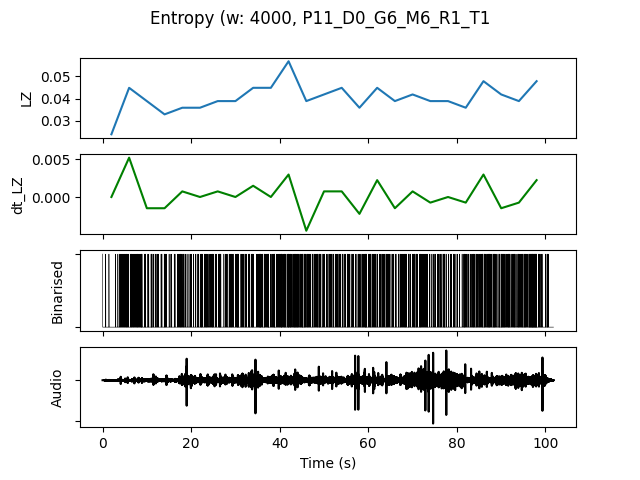 Entropy (w: 4000, P11_D0_G6_M6_R1_T1
LZ
0.05
0.04
0.03
dt_LZ
0.005
0.000
Binarised
Audio
0 20 40 60 80 100
Time (s)